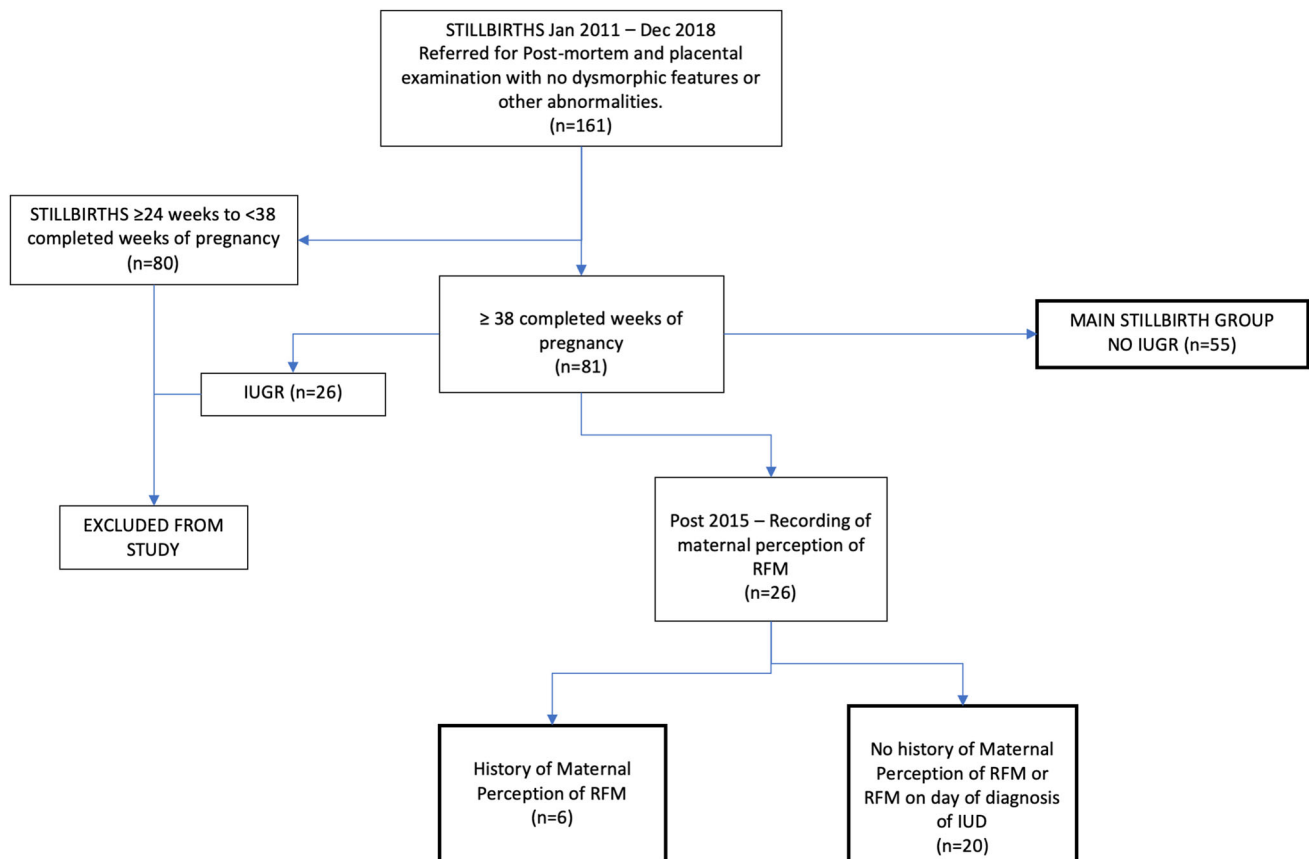 STILLBIRTHS Jan 2011 – Dec 2018
Referred for Post-mortem and placental
examination with no dysmorphic features or
other abnormalities.
(n=161)
STILLBIRTHS ≥24 weeks to <38
completed weeks of pregnancy
(n=80)
≥ 38 completed weeks of
pregnancy
(n=81)
MAIN STILLBIRTH GROUP
NO IUGR (n=55)
IUGR (n=26)
EXCLUDED FROM
STUDY
Post 2015 – Recording of
maternal perception of
RFM
(n=26)
History of Maternal
Perception of RFM
(n=6)
No history of Maternal
Perception of RFM or
RFM on day of diagnosis
of IUD
(n=20)